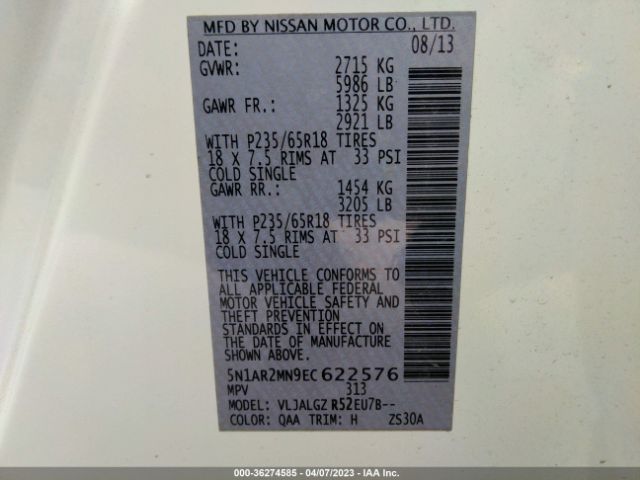 MFD BY NISSAN MOTOR CO., LTD.
DATE: 08/13
GVWR: 2715 KG
5986 LB
GAWR FR.: 1325 KG
2921 LB
WITH P235/65R18 TIRES
18 X 7.5 RIMS AT 33 PSI
COLD SINGLE
GAWR RR.: 1454 KG
3205 LB
WITH P235/65R18 TIRES
18 X 7.5 RIMS AT 33 PSI
COLD SINGLE
THIS VEHICLE CONFORMS TO
ALL APPLICABLE FEDERAL
MOTOR VEHICLE SAFETY AND
THEFT PREVENTION
STANDARDS IN EFFECT ON
THE DATE OF MANUFACTURE
SHOWN ABOVE.
5N1AR2MN9EC622576
MPV 313
MODEL: VLJALGZ R52EU7B--
COLOR: QAA TRIM: H ZS30A
000-36274585 - 04/07/2023 - IAA Inc.